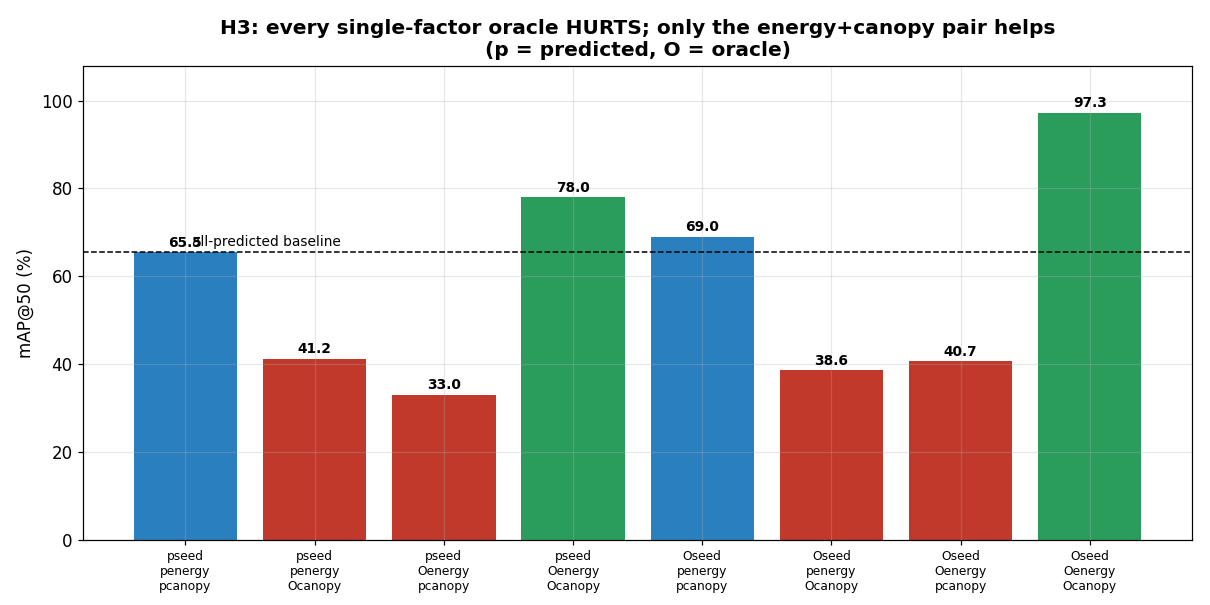 H3: every single-factor oracle HURTS; only the energy+canopy pair helps
(p = predicted, O = oracle)
mAP@50 (%)
100
80
60
40
20
0
65.5
all-predicted baseline
41.2
33.0
78.0
69.0
38.6
40.7
97.3
pseed
penergy
pcanopy
pseed
penergy
Ocanopy
pseed
Oenergy
pcanopy
pseed
Oenergy
Ocanopy
Oseed
penergy
pcanopy
Oseed
penergy
Ocanopy
Oseed
Oenergy
pcanopy
Oseed
Oenergy
Ocanopy